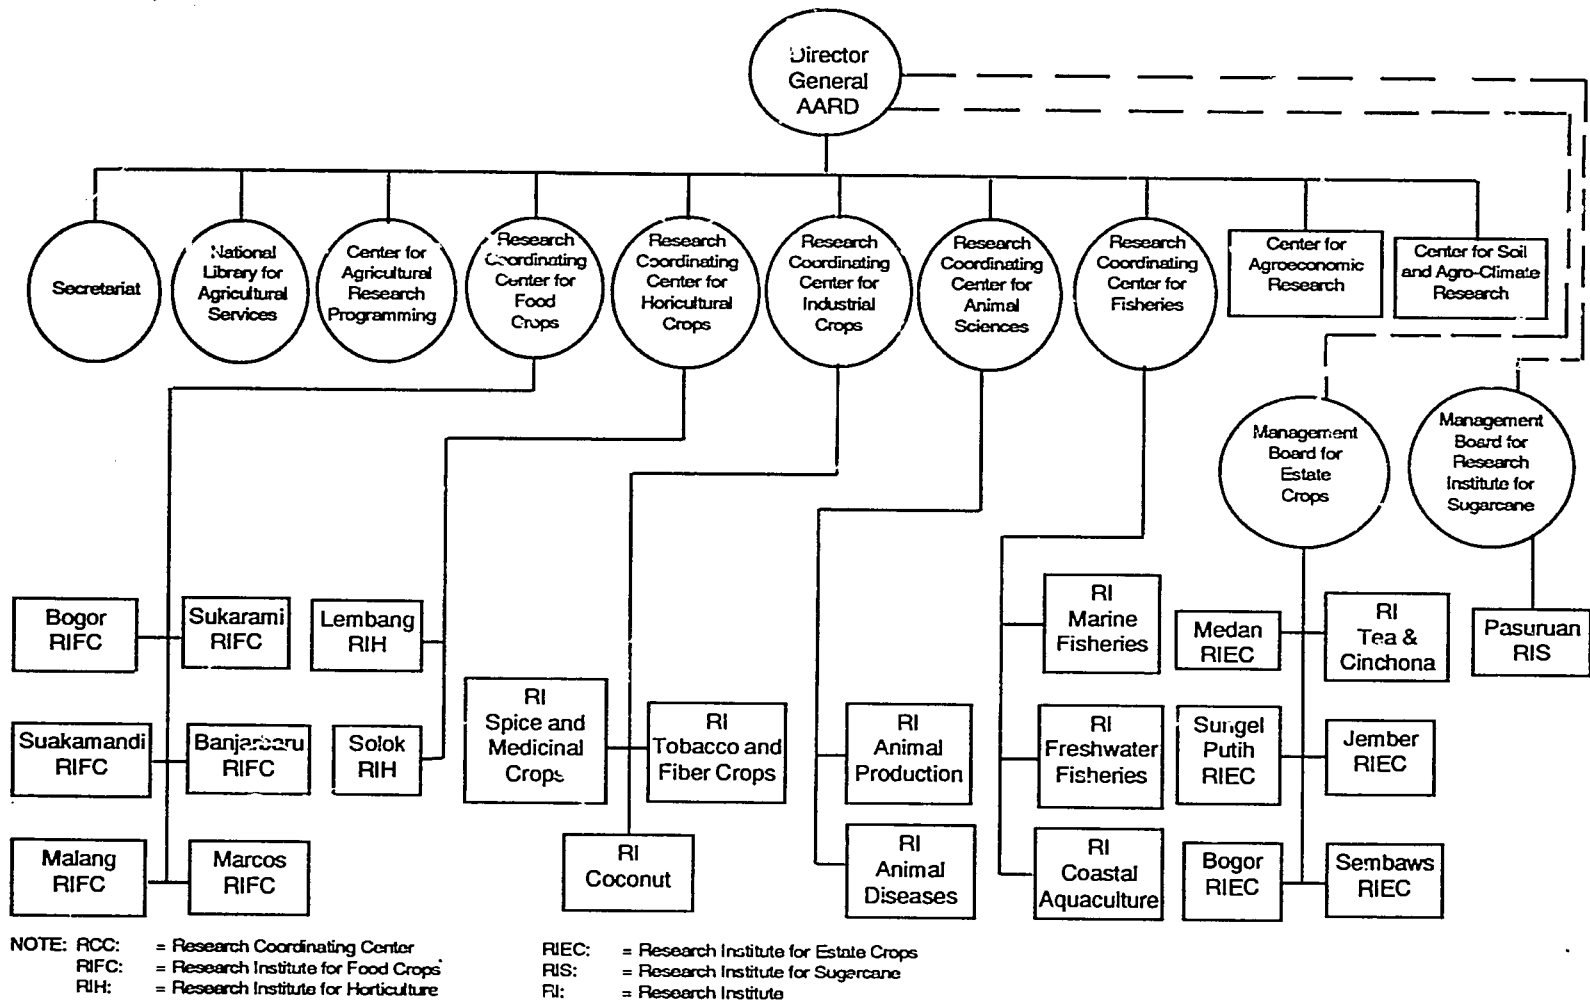 Director
General
AARD
Secretariat
National
Library for
Agricultural
Services
Center for
Agricultural
Research
Programming
Research
Coordinating
Center for
Food
Crops
Research
Coordinating
Center for
Horicultural
Crops
Research
Coordinating
Center for
Industrial
Crops
Research
Coordinating
Center for
Animal
Sciences
Research
Coordinating
Center for
Fisheries
Center for
Agroeconomic
Research
Center for Soil
and Agro-Climate
Research
Management
Board for
Estate
Crops
Management
Board for
Research
Institute for
Sugarcane
Bogor
RIFC
Sukarami
RIFC
Suakamandi
RIFC
Banjarbaru
RIFC
Malang
RIFC
Marcos
RIFC
Lembang
RIH
Solok
RIH
RI
Spice and
Medicinal
Crops
RI
Tobacco and
Fiber Crops
RI
Coconut
RI
Animal
Production
RI
Animal
Diseases
RI
Marine
Fisheries
RI
Freshwater
Fisheries
RI
Coastal
Aquaculture
Medan
RIEC
RI
Tea &
Cinchona
Sungel
Putih
RIEC
Jember
RIEC
Bogor
RIEC
Sembaws
RIEC
Pasuruan
RIS
NOTE: RCC: = Research Coordinating Center
RIFC: = Research Institute for Food Crops
RIH: = Research Institute for Horticulture
RIEC: = Research Institute for Estate Crops
RIS: = Research Institute for Sugarcane
RI: = Research Institute